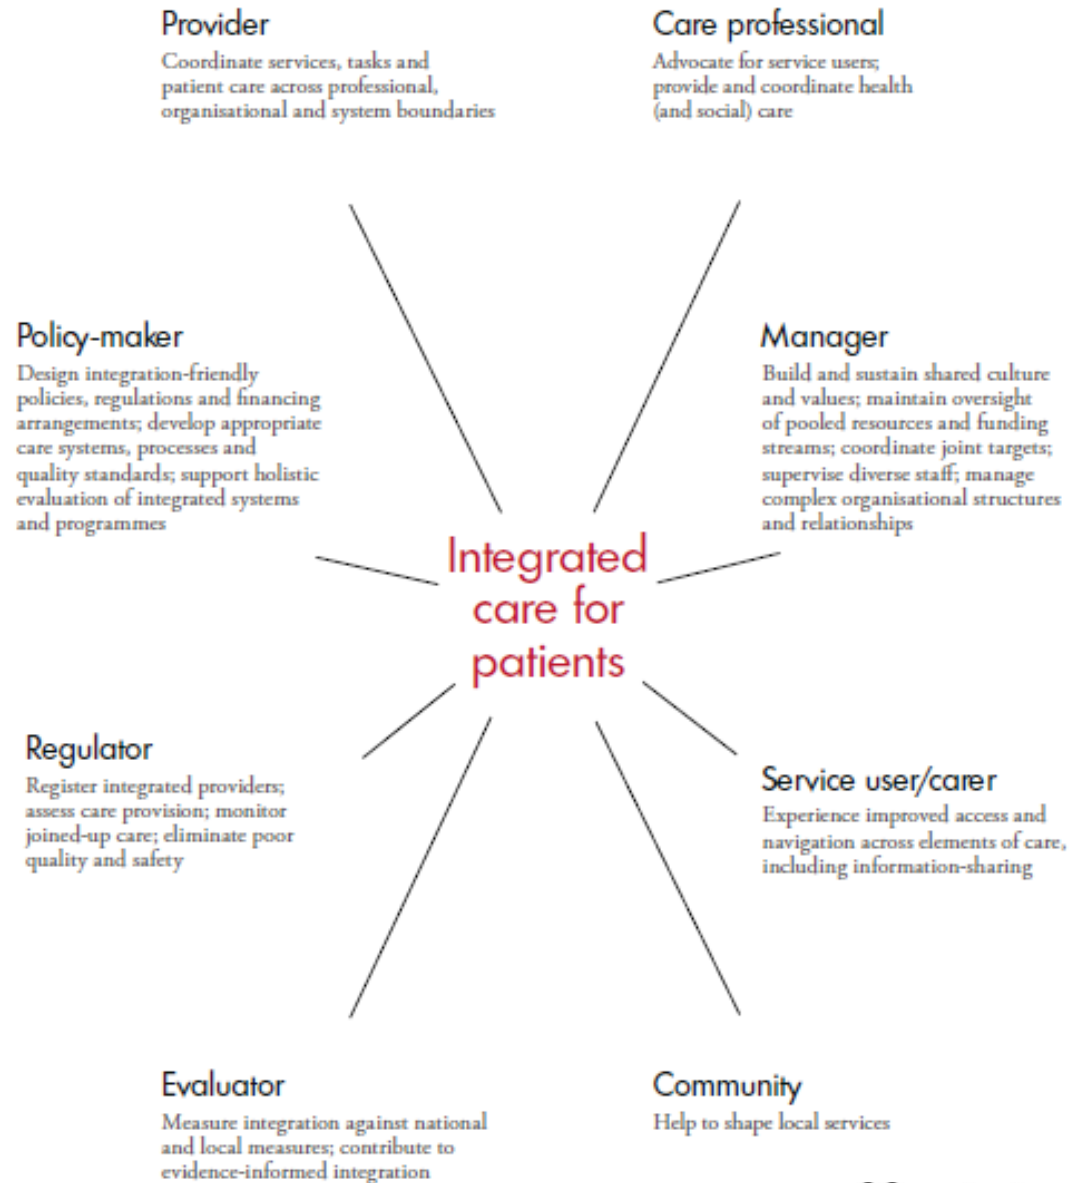 Provider
Coordinate services, tasks and
patient care across professional,
organisational and system boundaries
Care professional
Advocate for service users;
provide and coordinate health
(and social) care
Policy-maker
Design integration-friendly
policies, regulations and financing
arrangements; develop appropriate
care systems, processes and
quality standards; support holistic
evaluation of integrated systems
and programmes
Manager
Build and sustain shared culture
and values; maintain oversight
of pooled resources and funding
streams; coordinate joint targets;
supervise diverse staff; manage
complex organisational structures
and relationships
Integrated
care for
patients
Regulator
Register integrated providers;
assess care provision; monitor
joined-up care; eliminate poor
quality and safety
Service user/carer
Experience improved access and
navigation across elements of care,
including information-sharing
Evaluator
Measure integration against national
and local measures; contribute to
evidence-informed integration
Community
Help to shape local services